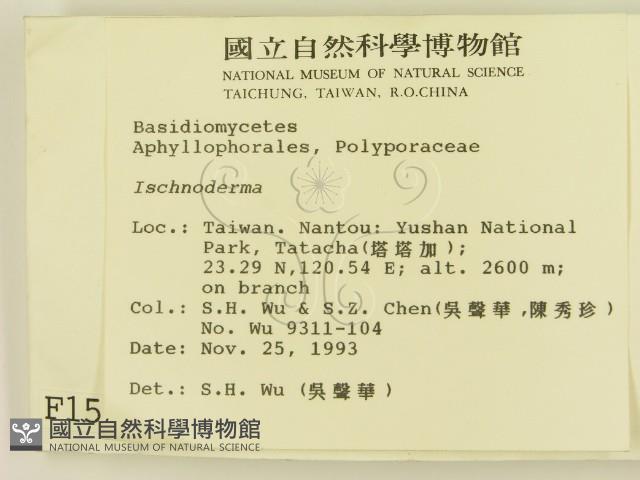 國立自然科學博物館
NATIONAL MUSEUM OF NATURAL SCIENCE
TAICHUNG, TAIWAN, R.O.CHINA
Basidiomycetes
Aphyllophorales, Polyporaceae
Ischnoderma
Loc.: Taiwan. Nantou: Yushan National
Park, Tatacha(塔塔加);
23.29 N,120.54 E; alt. 2600 m;
on branch
Col.: S.H. Wu & S.Z. Chen(吳聲華,陳秀珍)
No. Wu 9311-104
Date: Nov. 25, 1993
Det.: S.H. Wu (吳聲華)
F15
國立自然科學博物館
NATIONAL MUSEUM OF NATURAL SCIENCE